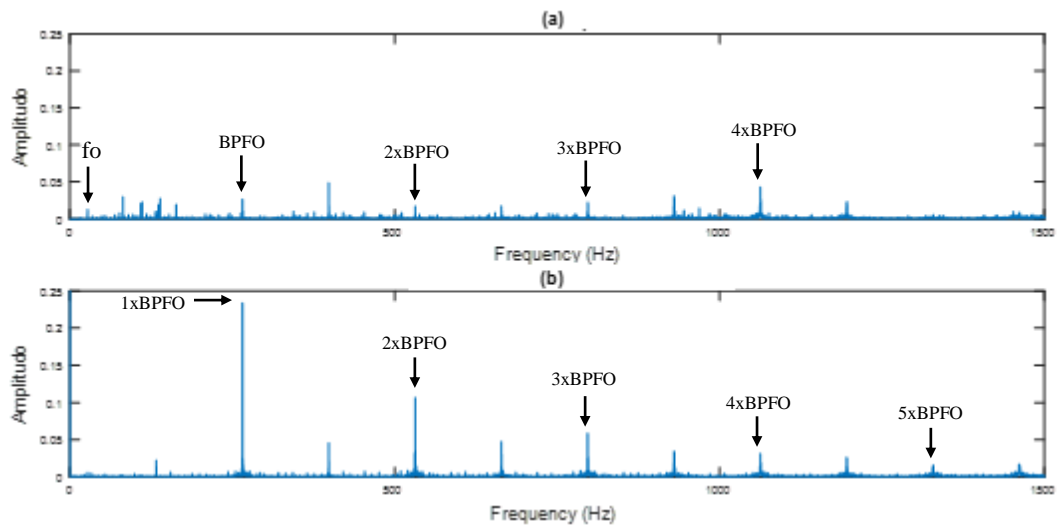 (a)
0.25
0.2
0.15
0.1
0.05
0
Amplitudo
fo
BPFO
2xBPFO
3xBPFO
4xBPFO
0
500
1000
1500
Frequency (Hz)
(b)
0.25
0.2
0.15
0.1
0.05
0
Amplitudo
1xBPFO
2xBPFO
3xBPFO
4xBPFO
5xBPFO
0
500
1000
1500
Frequency (Hz)